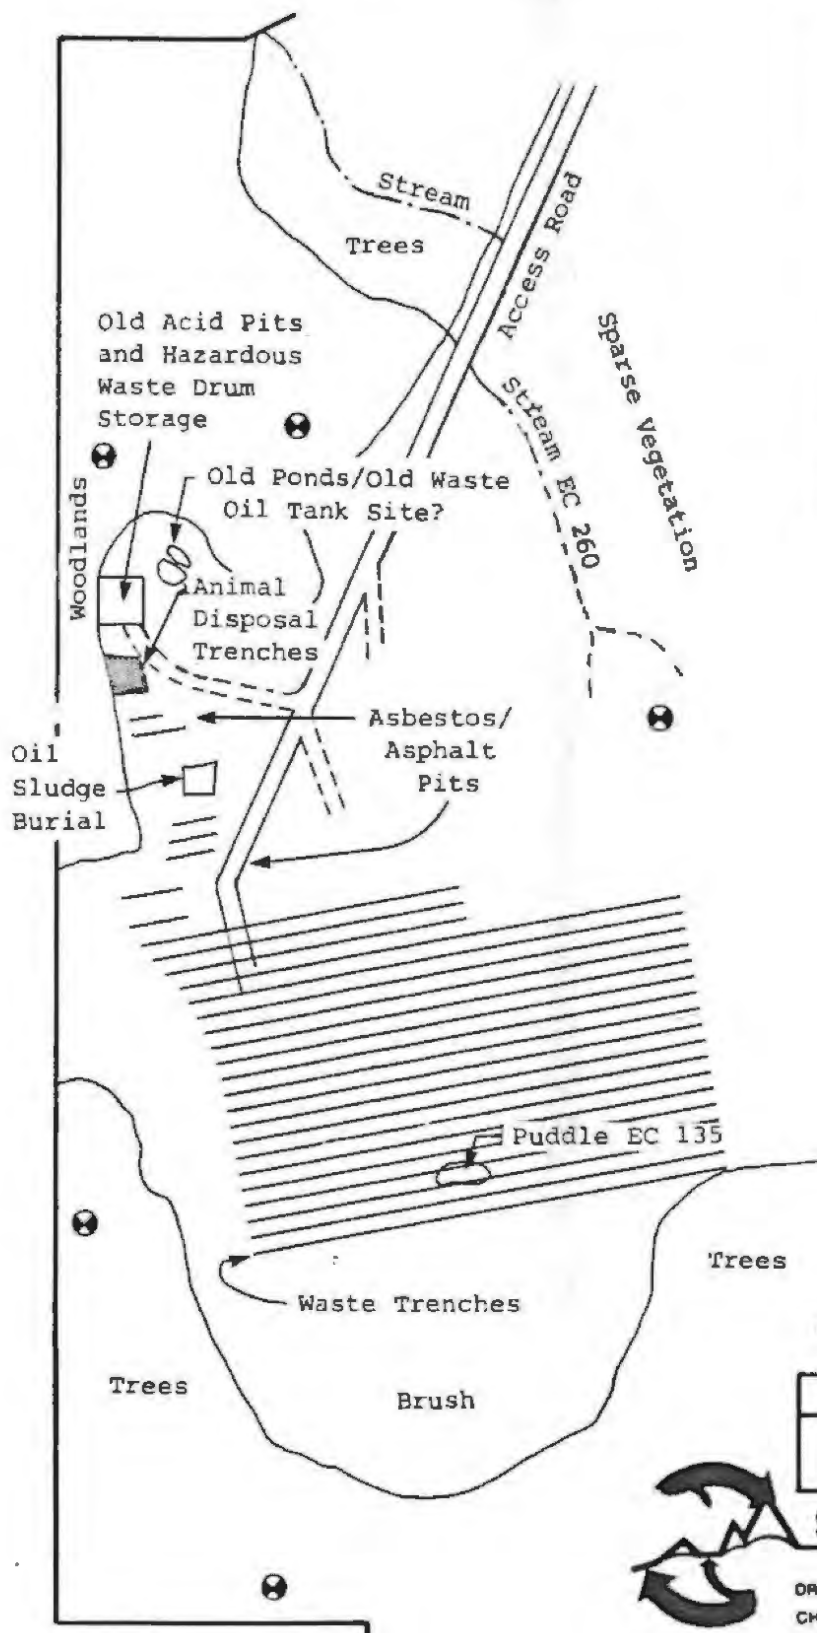 Stream
Trees
Access Road
Sparse Vegetation
Old Acid Pits
and Hazardous
Waste Drum
Storage
Stream EC 260
Old Ponds/Old Waste
Oil Tank Site?
Woodlands
Animal
Disposal
Trenches
Asbestos/
Asphalt
Pits
Oil
Sludge
Burial
Puddle EC 135
Trees
Waste Trenches
Trees
Brush
DR
CH